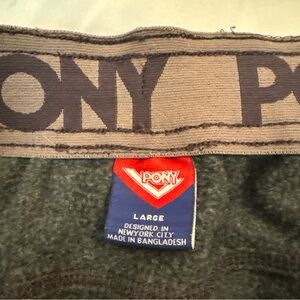 ONY PO
PONY
LARGE
DESIGNED IN
NEWYORK CITY
MADE IN BANGLADESH